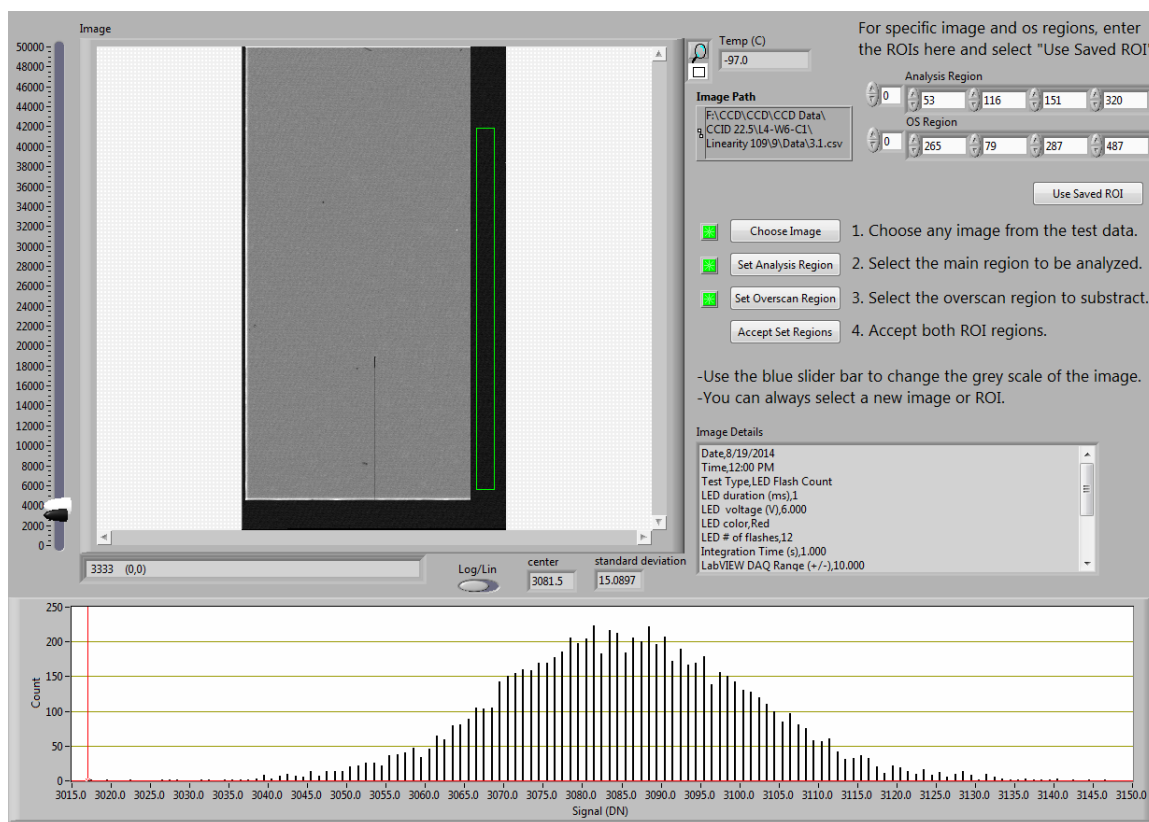 Image
50000
48000
46000
44000
42000
40000
38000
36000
34000
32000
30000
28000
26000
24000
22000
20000
18000
16000
14000
12000
10000
8000
6000
4000
2000
0
3333 (0,0)
Log/Lin
center
3081.5
standard deviation
15.0897
Temp (C)
-97.0
Image Path
F:\CCD\CCD\CCD Data\
CCID 22.5\L4-W6-C1\
Linearity 109\9\Data\3.1.csv
For specific image and os regions, enter
the ROIs here and select "Use Saved ROI"
Analysis Region
0 53 116 151 320
OS Region
0 265 79 287 487
Use Saved ROI
Choose Image 1. Choose any image from the test data.
Set Analysis Region 2. Select the main region to be analyzed.
Set Overscan Region 3. Select the overscan region to substract.
Accept Set Regions 4. Accept both ROI regions.
-Use the blue slider bar to change the grey scale of the image.
-You can always select a new image or ROI.
Image Details
Date,8/19/2014
Time,12:00 PM
Test Type,LED Flash Count
LED duration (ms),1
LED voltage (V),6.000
LED color,Red
LED # of flashes,12
Integration Time (s),1.000
LabVIEW DAQ Range (+/-),10.000
Count
250
200
150
100
50
0
3015.0 3020.0 3025.0 3030.0 3035.0 3040.0 3045.0 3050.0 3055.0 3060.0 3065.0 3070.0 3075.0 3080.0 3085.0 3090.0 3095.0 3100.0 3105.0 3110.0 3115.0 3120.0 3125.0 3130.0 3135.0 3140.0 3145.0 3150.0
Signal (DN)